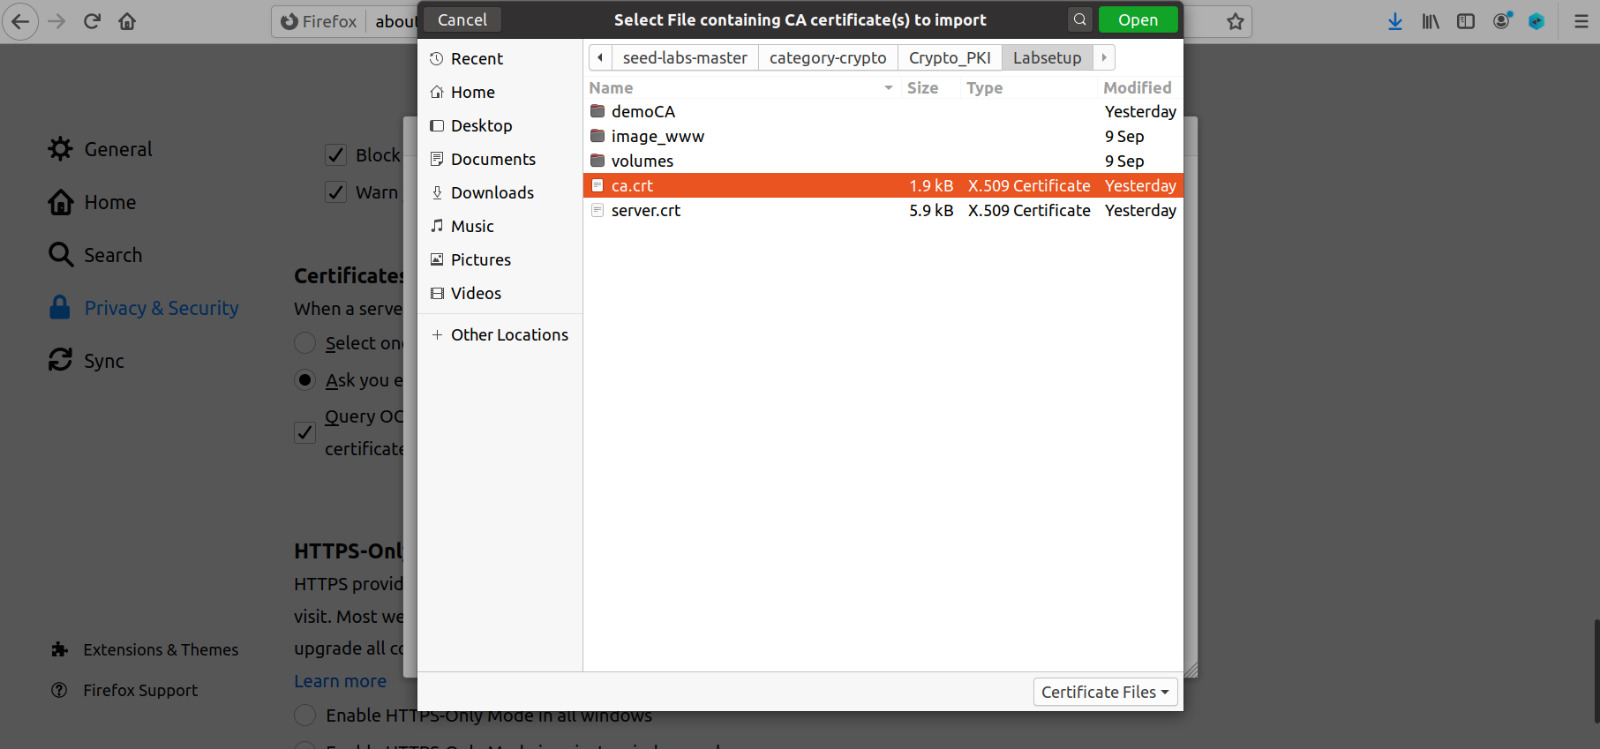 Firefox
about
Cancel
Select File containing CA certificate(s) to import
Open
General
Home
Search
Privacy & Security
Sync
Extensions & Themes
Firefox Support
Block
Warn
Certificates
When a serve
Select on
Ask you e
Query OC
certificate
HTTPS-Onl
HTTPS provid
visit. Most we
upgrade all co
Learn more
Enable HTTPS-Only Mode in all windows
Recent
Home
Desktop
Documents
Downloads
Music
Pictures
Videos
+ Other Locations
seed-labs-master category-crypto Crypto_PKI Labsetup
Name Size Type Modified
demoCA Yesterday
image_www 9 Sep
volumes 9 Sep
ca.crt 1.9 kB X.509 Certificate Yesterday
server.crt 5.9 kB X.509 Certificate Yesterday
Certificate Files